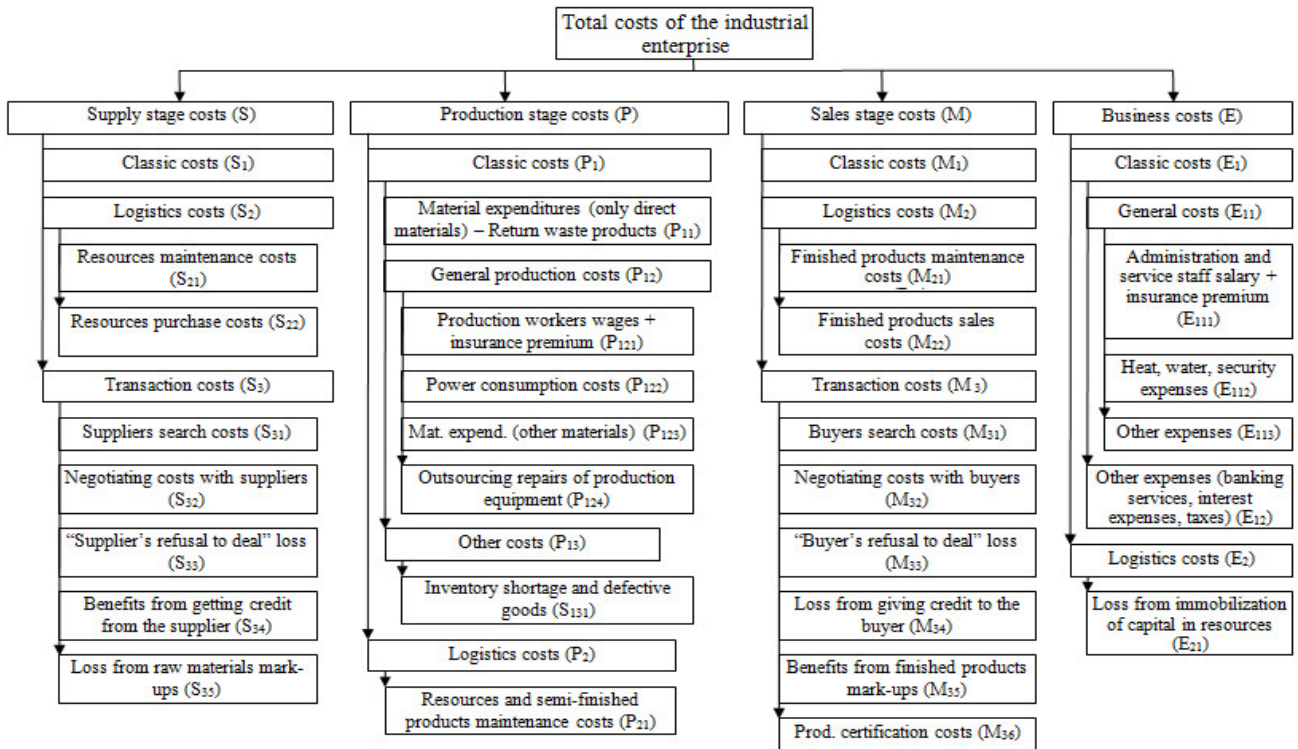 Total costs of the industrial
enterprise
Supply stage costs (S)
Classic costs (S₁)
Logistics costs (S₂)
Resources maintenance costs
(S₂₁)
Resources purchase costs (S₂₂)
Transaction costs (S₃)
Suppliers search costs (S₃₁)
Negotiating costs with suppliers
(S₃₂)
“Supplier’s refusal to deal” loss
(S₃₃)
Benefits from getting credit
from the supplier (S₃₄)
Loss from raw materials mark-
ups (S₃₅)
Production stage costs (P)
Classic costs (P₁)
Material expenditures (only direct
materials) – Return waste products (P₁₁)
General production costs (P₁₂)
Production workers wages +
insurance premium (P₁₂₁)
Power consumption costs (P₁₂₂)
Mat. expend. (other materials) (P₁₂₃)
Outsourcing repairs of production
equipment (P₁₂₄)
Other costs (P₁₃)
Inventory shortage and defective
goods (S₁₃₁)
Logistics costs (P₂)
Resources and semi-finished
products maintenance costs (P₂₁)
Sales stage costs (M)
Classic costs (M₁)
Logistics costs (M₂)
Finished products maintenance
costs (M₂₁)
Finished products sales
costs (M₂₂)
Transaction costs (M₃)
Buyers search costs (M₃₁)
Negotiating costs with buyers
(M₃₂)
“Buyer’s refusal to deal” loss
(M₃₃)
Loss from giving credit to the
buyer (M₃₄)
Benefits from finished products
mark-ups (M₃₅)
Prod. certification costs (M₃₆)
Business costs (E)
Classic costs (E₁)
General costs (E₁₁)
Administration and
service staff salary +
insurance premium
(E₁₁₁)
Heat, water, security
expenses (E₁₁₂)
Other expenses (E₁₁₃)
Other expenses (banking
services, interest
expenses, taxes) (E₁₂)
Logistics costs (E₂)
Loss from immobilization
of capital in resources
(E₂₁)